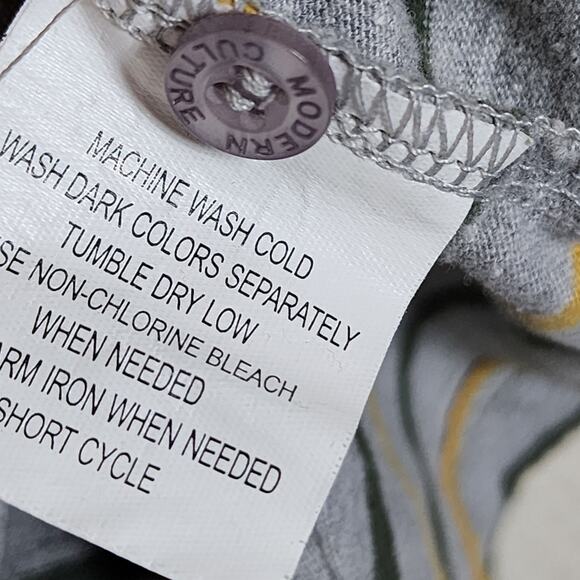 MODERN
CULTURE
MACHINE WASH COLD
WASH DARK COLORS SEPARATELY
TUMBLE DRY LOW
SE NON-CHLORINE BLEACH
WHEN NEEDED
ARM IRON WHEN NEEDED
SHORT CYCLE